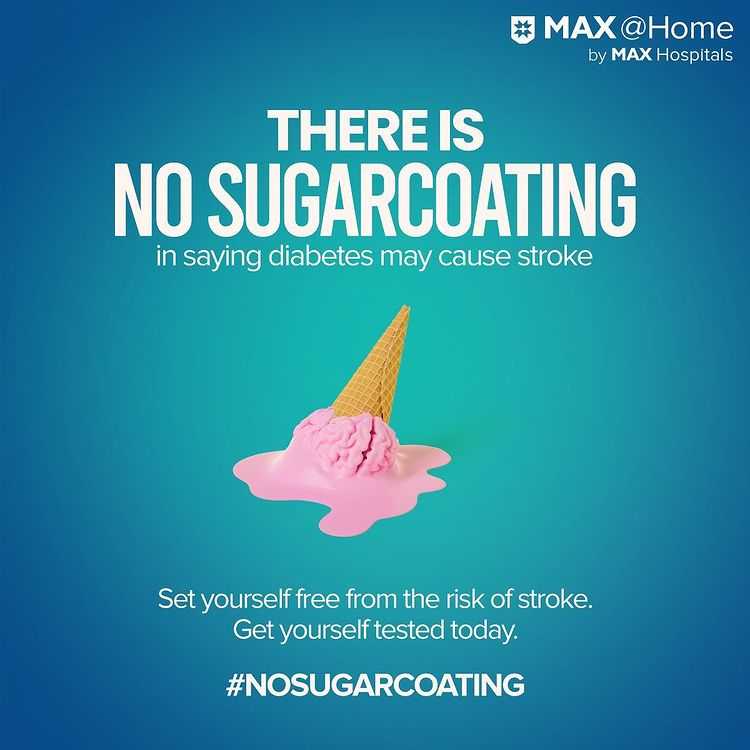 MAX @Home
by MAX Hospitals
THERE IS
NO SUGARCOATING
in saying diabetes may cause stroke
Set yourself free from the risk of stroke.
Get yourself tested today.
#NOSUGARCOATING